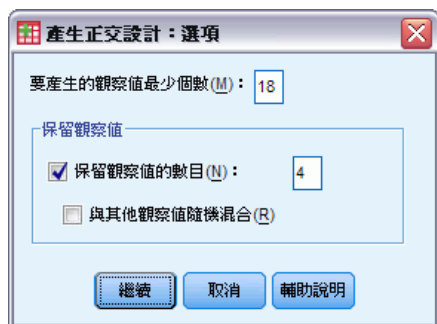 產生正交設計：選項
要產生的觀察值最少個數(M)： 18
保留觀察值
保留觀察值的數目(N)： 4
與其他觀察值隨機混合(R)
繼續 取消 輔助說明